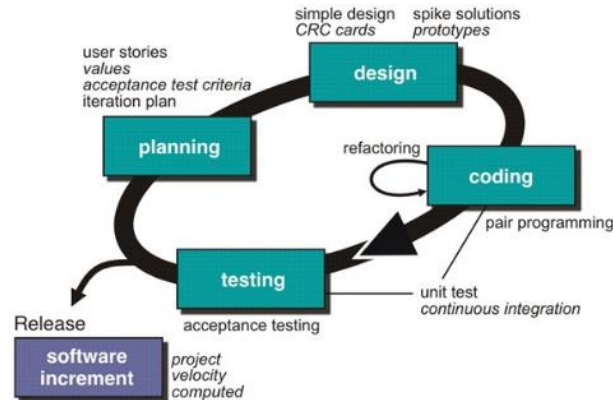 simple design
CRC cards
spike solutions
prototypes
user stories
values
acceptance test criteria
iteration plan
design
planning
refactoring
coding
pair programming
testing
unit test
continuous integration
acceptance testing
Release
software
increment
project
velocity
computed